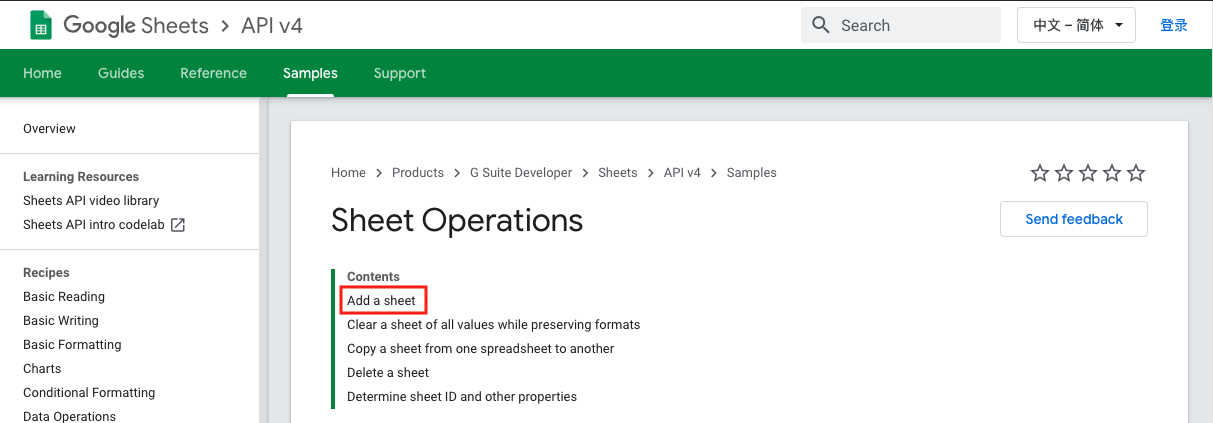 Google Sheets > API v4
Search
中文 – 简体
登录
Home Guides Reference Samples Support
Overview
Learning Resources
Sheets API video library
Sheets API intro codelab
Recipes
Basic Reading
Basic Writing
Basic Formatting
Charts
Conditional Formatting
Data Operations
Home > Products > G Suite Developer > Sheets > API v4 > Samples
Sheet Operations
Send feedback
Contents
Add a sheet
Clear a sheet of all values while preserving formats
Copy a sheet from one spreadsheet to another
Delete a sheet
Determine sheet ID and other properties